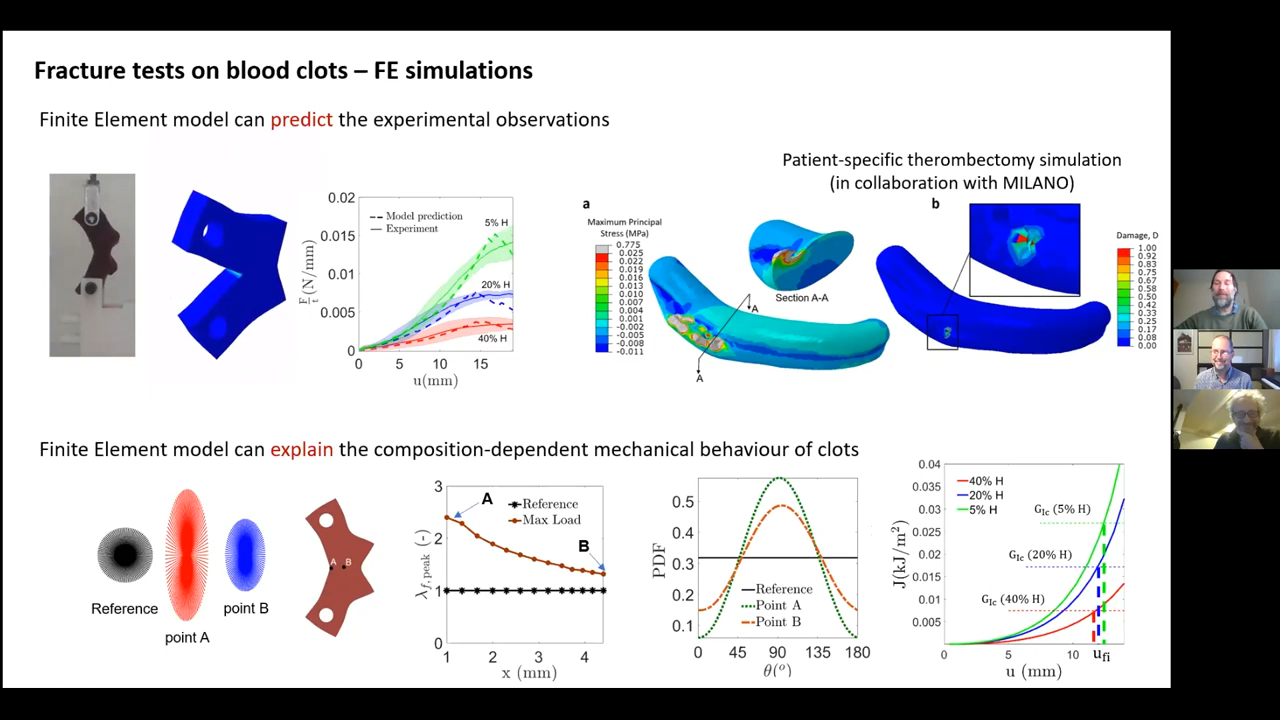 Fracture tests on blood clots – FE simulations
Finite Element model can predict the experimental observations
Patient-specific therombectomy simulation
(in collaboration with MILANO)
0.02
0.015
0.01
0.005
0
F/t (N/mm)
Model prediction
Experiment
5% H
20% H
40% H
0 5 10 15
u(mm)
a
Maximum Principal
Stress (MPa)
0.775
0.025
0.022
0.019
0.016
0.013
0.010
0.007
0.004
0.001
-0.002
-0.005
-0.008
-0.011
Section A-A
A
A
b
Damage, D
1.00
0.92
0.83
0.75
0.67
0.58
0.50
0.42
0.33
0.25
0.17
0.08
0.00
Finite Element model can explain the composition-dependent mechanical behaviour of clots
Reference
point A
point B
A B
3
2
1
0
λf, peak (-)
A
Reference
Max Load
B
1 2 3 4
x (mm)
0.5
0.4
0.3
0.2
0.1
PDF
Reference
Point A
Point B
0 45 90 135 180
θ(°)
0.04
0.035
0.03
0.025
0.02
0.015
0.01
0.005
J(kJ/m²)
40% H
20% H
5% H
GIc (5% H)
GIc (20% H)
GIc (40% H)
0 5 10 ufi
u (mm)